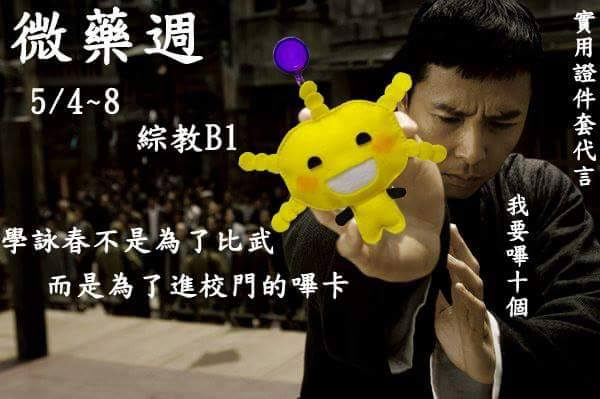 微藥週
5/4~8
綜教B1
學詠春不是為了比武
而是為了進校門的嗶卡
實用證件套代言
我要嗶十個